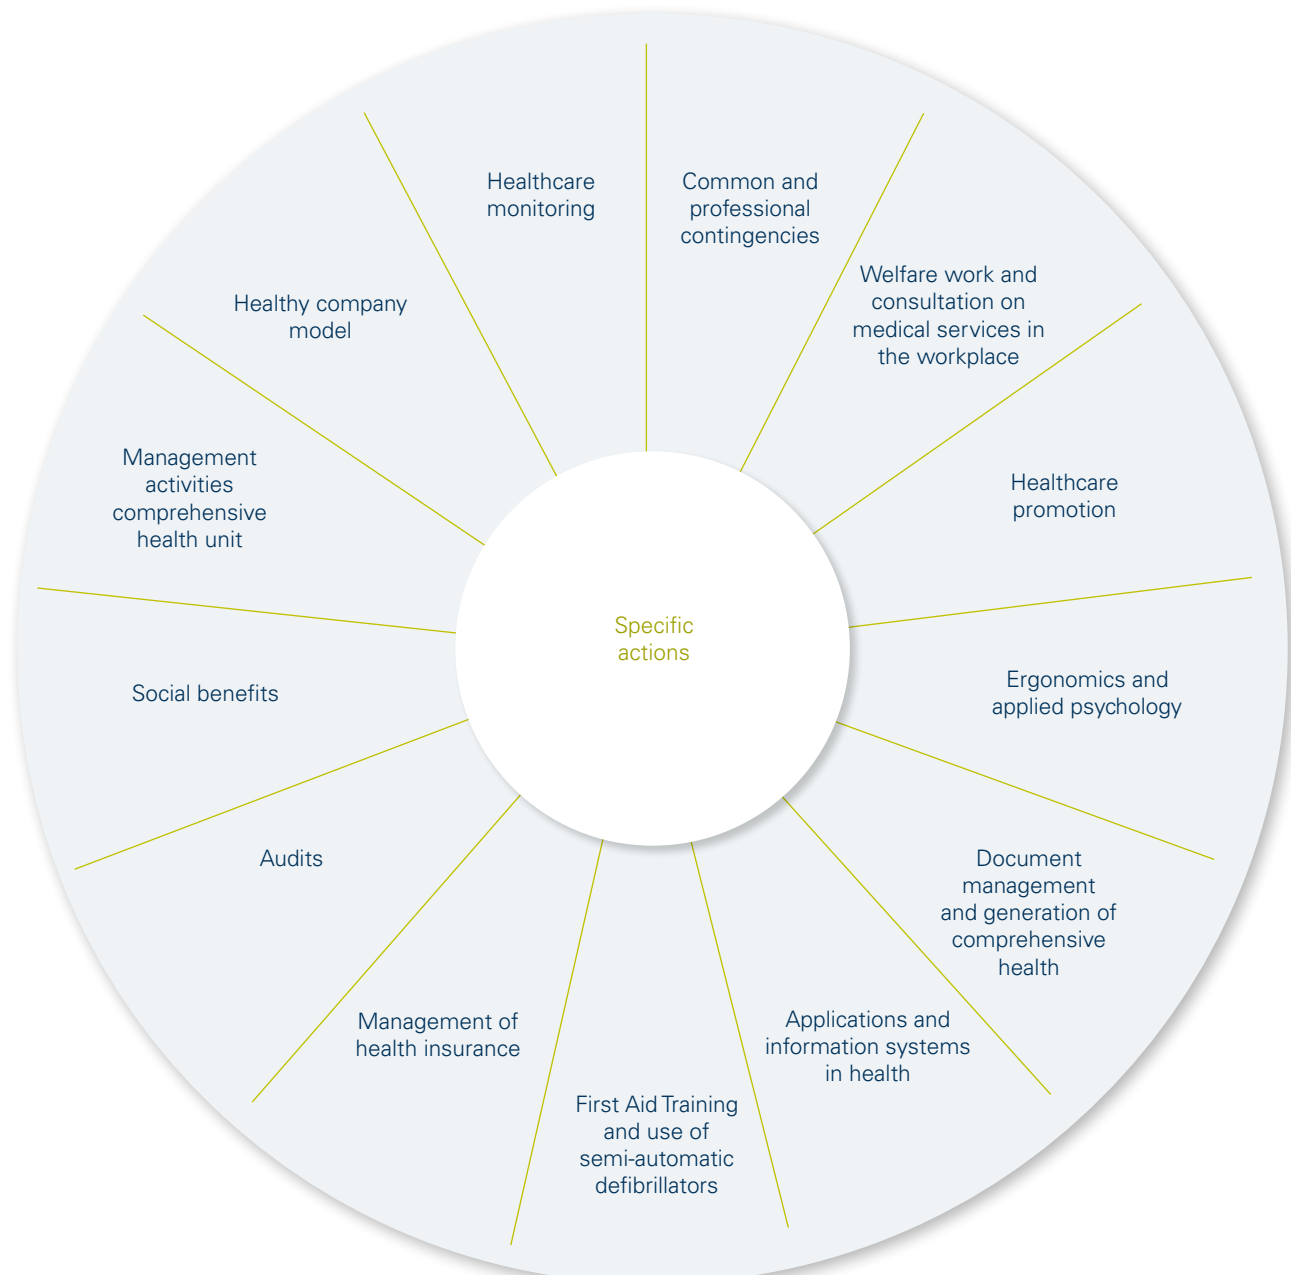 Healthcare
monitoring
Common and
professional
contingencies
Welfare work and
consultation on
medical services in
the workplace
Healthcare
promotion
Ergonomics and
applied psychology
Document
management
and generation of
comprehensive
health
Applications and
information systems
in health
First Aid Training
and use of
semi-automatic
defibrillators
Management of
health insurance
Audits
Social benefits
Management
activities
comprehensive
health unit
Healthy company
model
Specific
actions